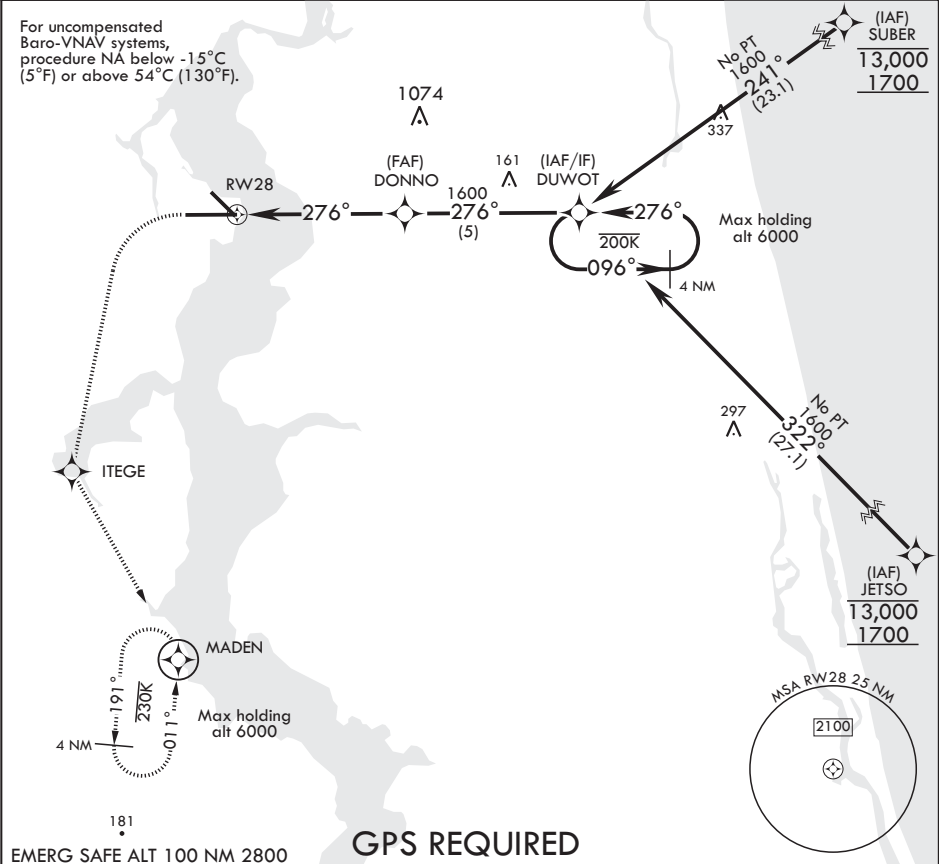 For uncompensated
Baro-VNAV systems,
procedure NA below -15°C
(5°F) or above 54°C (130°F).
(IAF)
SUBER
13,000
1700
No PT
1600
241°
(23.1)
1074
337
(FAF)
DONNO
161
(IAF/IF)
DUWOT
RW28
276°
1600
276°
(5)
276°
200K
096°
4 NM
Max holding
alt 6000
297
No PT
1600
322°
(27.1)
ITEGE
(IAF)
JETSO
13,000
1700
MADEN
191°
230K
011°
4 NM
Max holding
alt 6000
MSA RW28 25 NM
2100
181
EMERG SAFE ALT 100 NM 2800
GPS REQUIRED